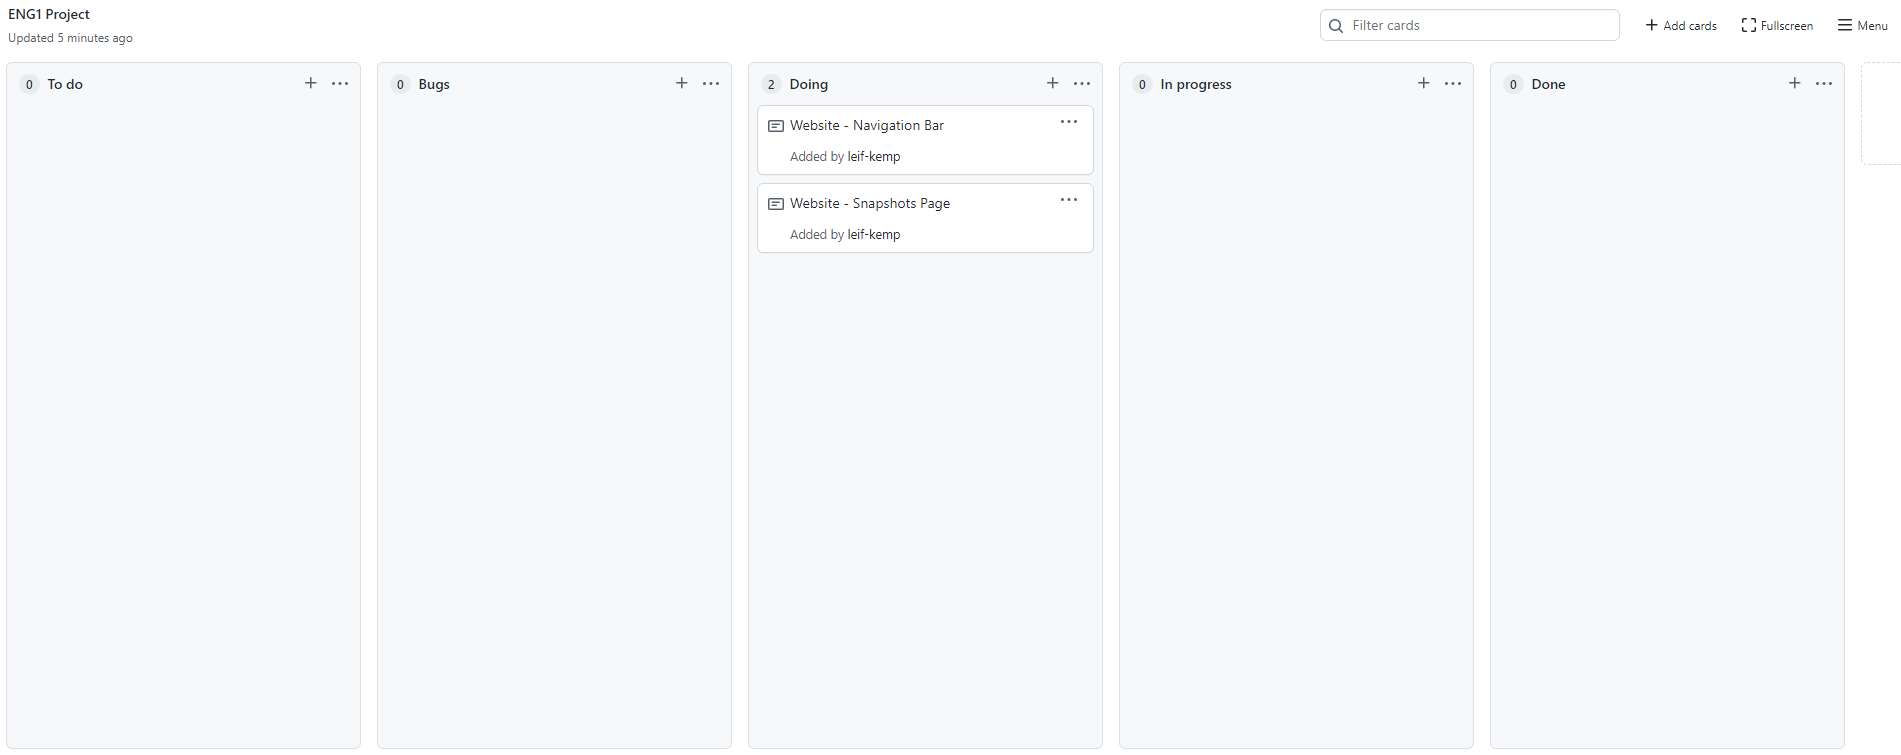 ENG1 Project
Updated 5 minutes ago
Filter cards
Add cards
Fullscreen
Menu
0 To do
0 Bugs
2 Doing
Website - Navigation Bar
Added by leif-kemp
Website - Snapshots Page
Added by leif-kemp
0 In progress
0 Done